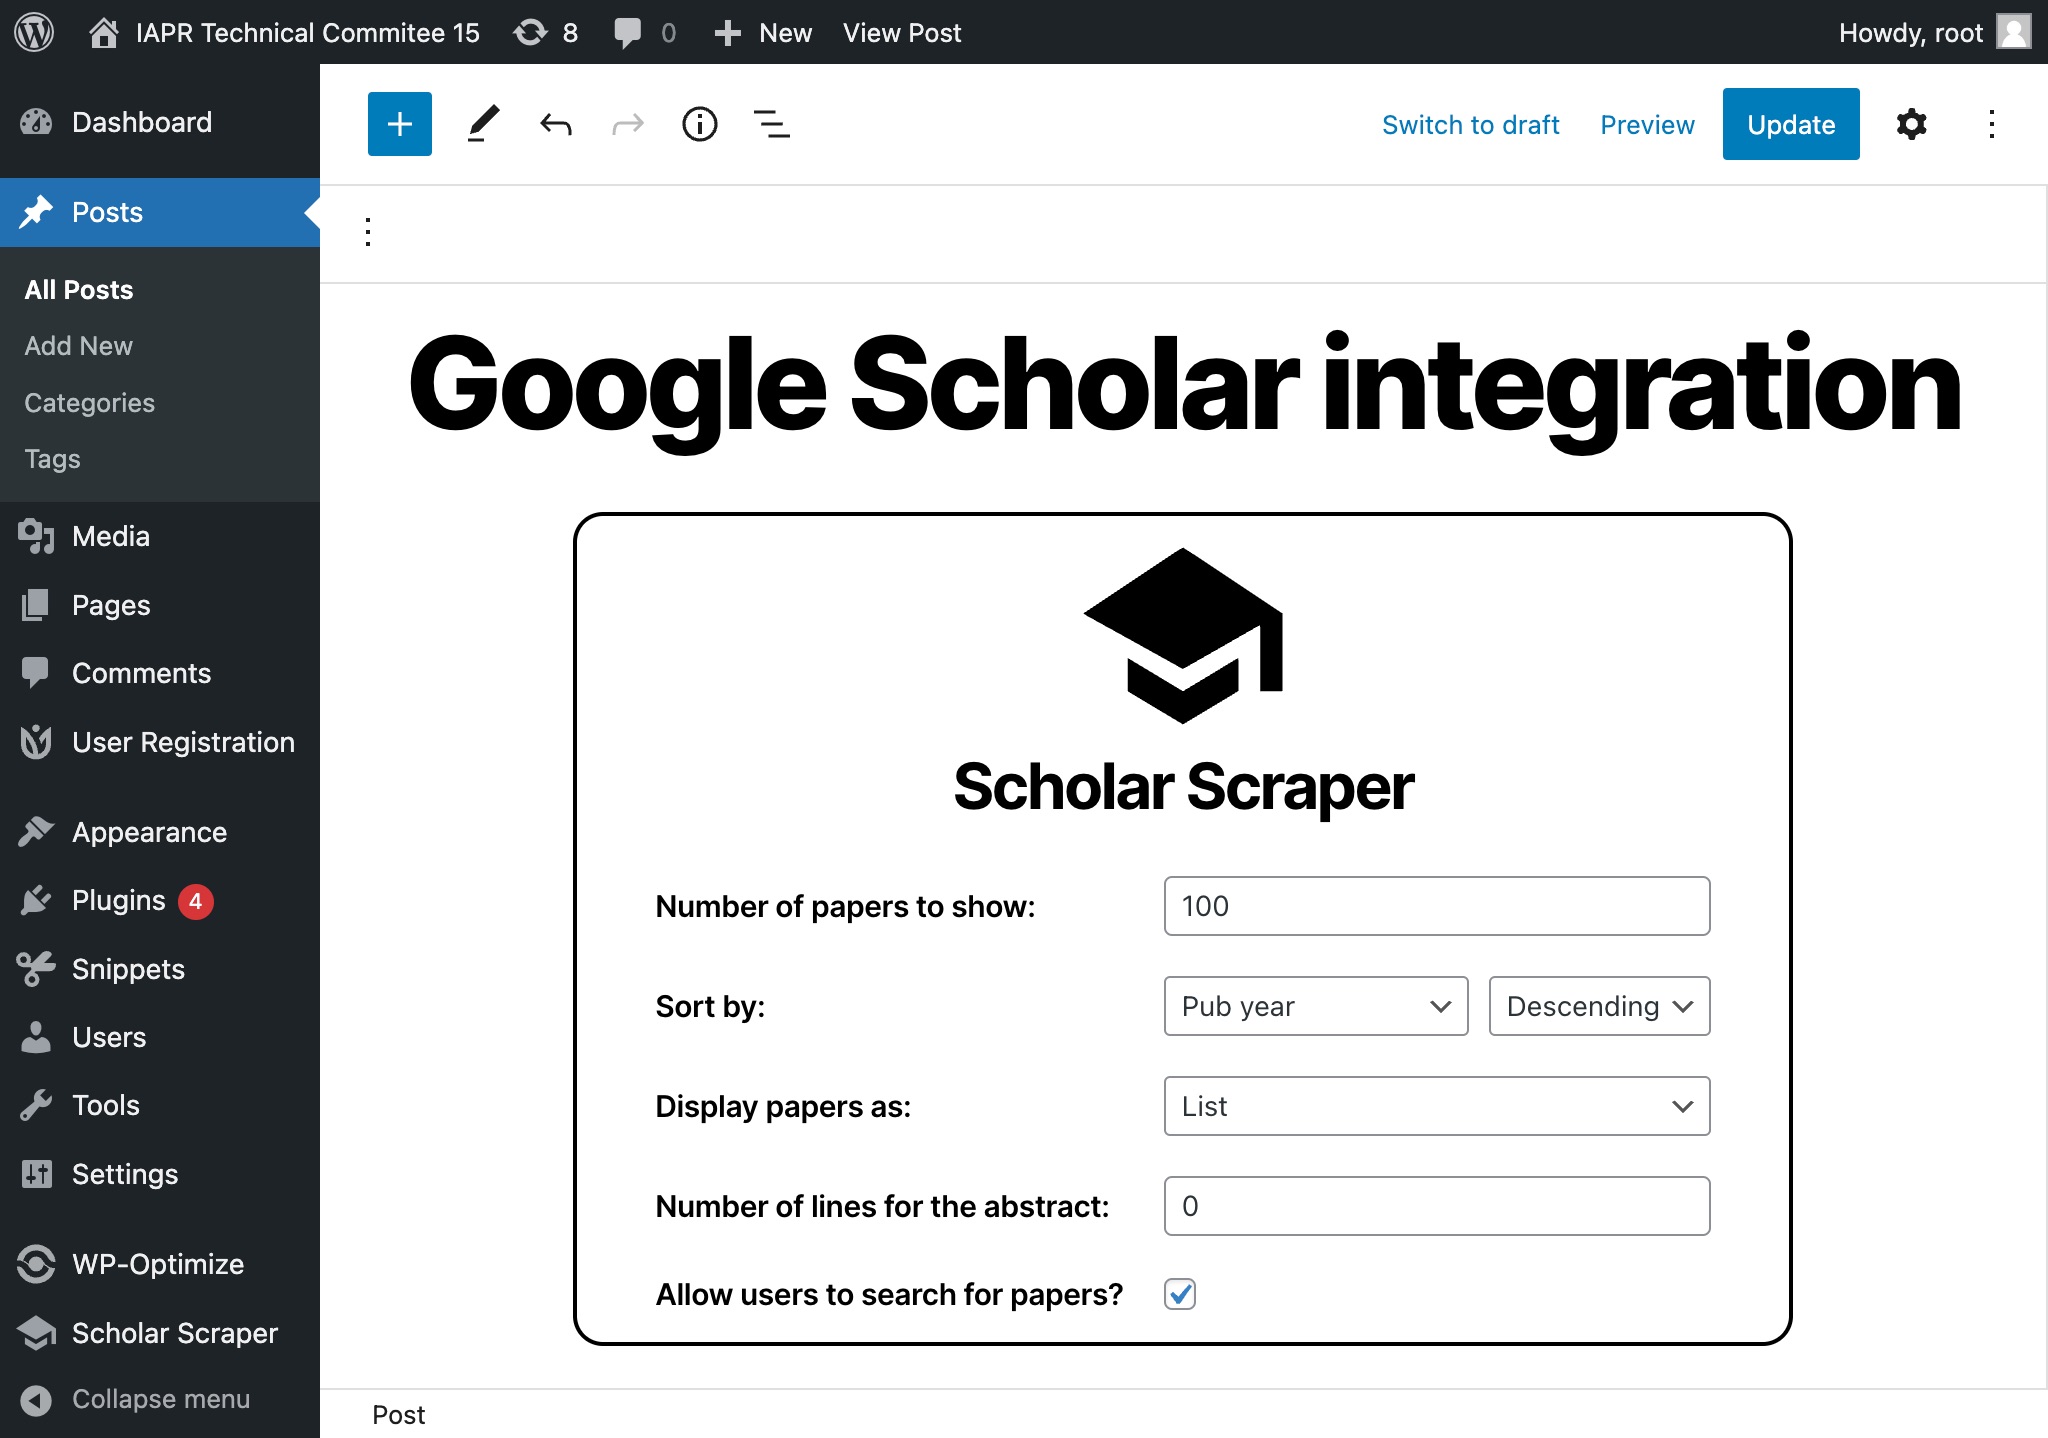 IAPR Technical Commitee 15 8 0 New View Post Howdy, root
Dashboard
Posts
All Posts
Add New
Categories
Tags
Media
Pages
Comments
User Registration
Appearance
Plugins 4
Snippets
Users
Tools
Settings
WP-Optimize
Scholar Scraper
Collapse menu
Switch to draft Preview Update
Google Scholar integration
Scholar Scraper
Number of papers to show: 100
Sort by: Pub year Descending
Display papers as: List
Number of lines for the abstract: 0
Allow users to search for papers?
Post